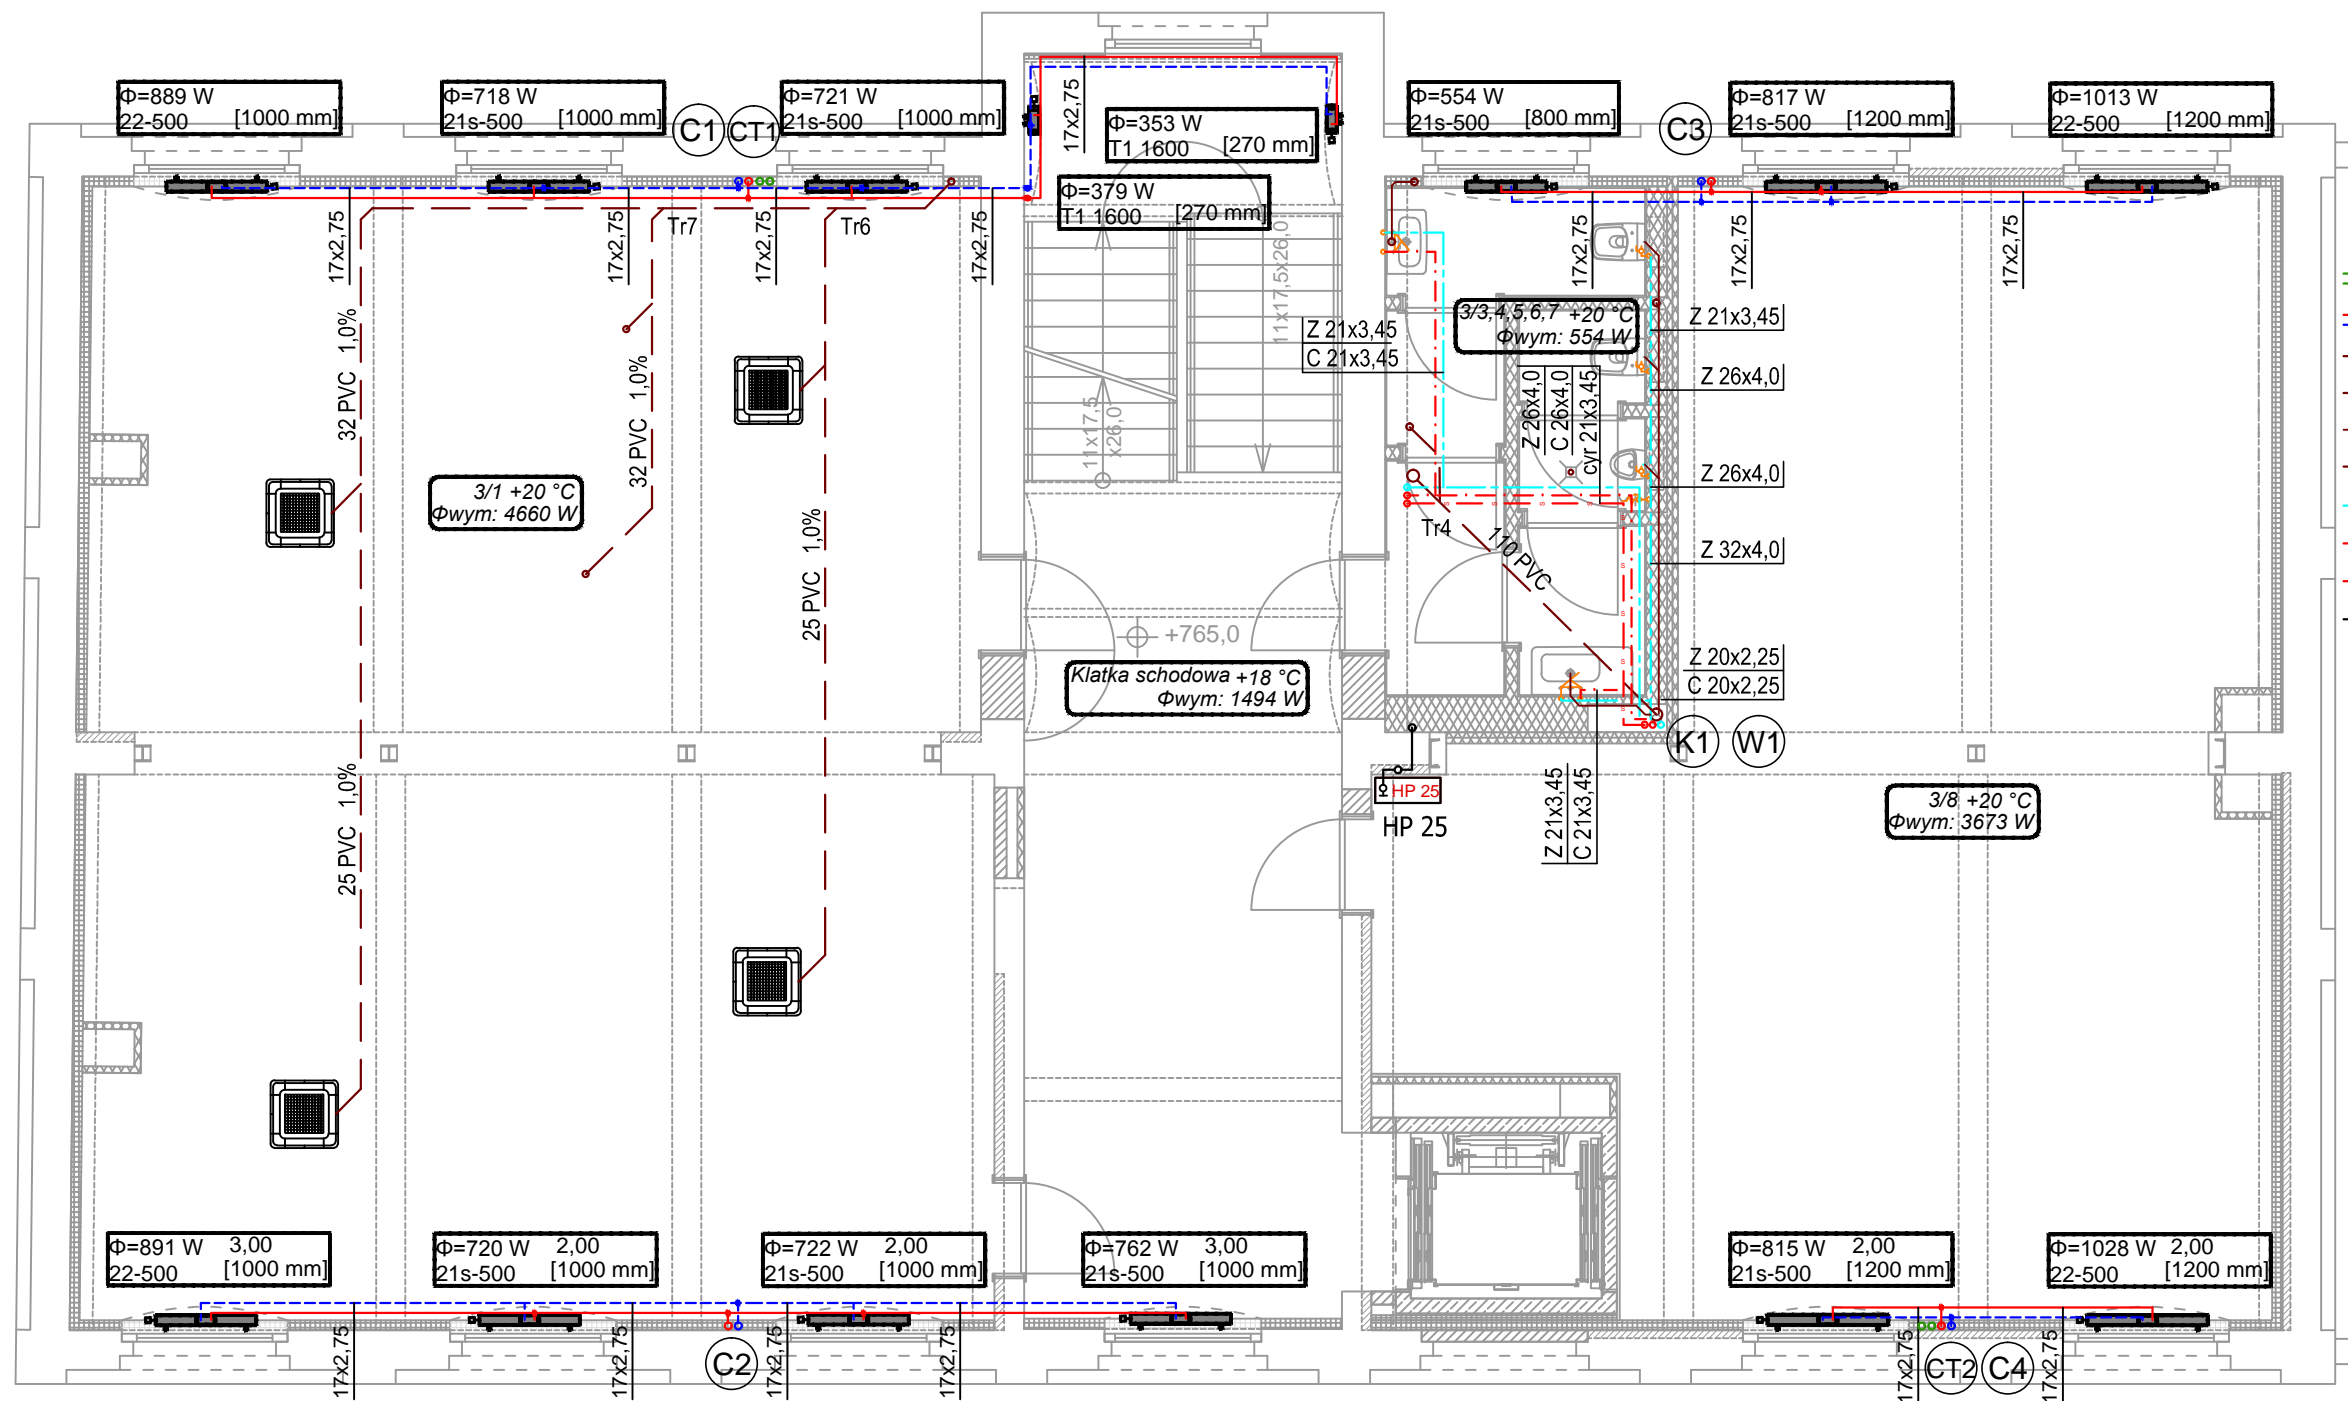 Φ=889 W
22-500 [1000 mm]
Φ=718 W
21s-500 [1000 mm]
C1
CT1
Φ=721 W
21s-500 [1000 mm]
17x2,75
Φ=353 W
T1 1600 [270 mm]
Φ=379 W
T1 1600 [270 mm]
Φ=554 W
21s-500 [800 mm]
C3
Φ=817 W
21s-500 [1200 mm]
Φ=1013 W
22-500 [1200 mm]
17x2,75
17x2,75
Tr7
17x2,75
Tr6
17x2,75
17x2,75
17x2,75
17x2,75
11x17,5x26,0
11x17,5
x26,0
32 PVC 1,0%
32 PVC 1,0%
25 PVC 1,0%
25 PVC 1,0%
3/1 +20 °C
Φwym: 4660 W
Z 21x3,45
C 21x3,45
3/3,4,5,6,7 +20 °C
Φwym: 554 W
Z 26x4,0
C 26x4,0
cyr 21x3,45
Z 21x3,45
Z 26x4,0
Z 26x4,0
Z 32x4,0
Tr4
110 PVC
Z 20x2,25
C 20x2,25
+765,0
Klatka schodowa +18 °C
Φwym: 1494 W
K1
W1
HP 25
HP 25
Z 21x3,45
C 21x3,45
3/8 +20 °C
Φwym: 3673 W
Φ=891 W 3,00
22-500 [1000 mm]
Φ=720 W 2,00
21s-500 [1000 mm]
Φ=722 W 2,00
21s-500 [1000 mm]
Φ=762 W 3,00
21s-500 [1000 mm]
Φ=815 W 2,00
21s-500 [1200 mm]
Φ=1028 W 2,00
22-500 [1200 mm]
17x2,75
17x2,75
C2
17x2,75
17x2,75
17x2,75
CT2
C4
17x2,75